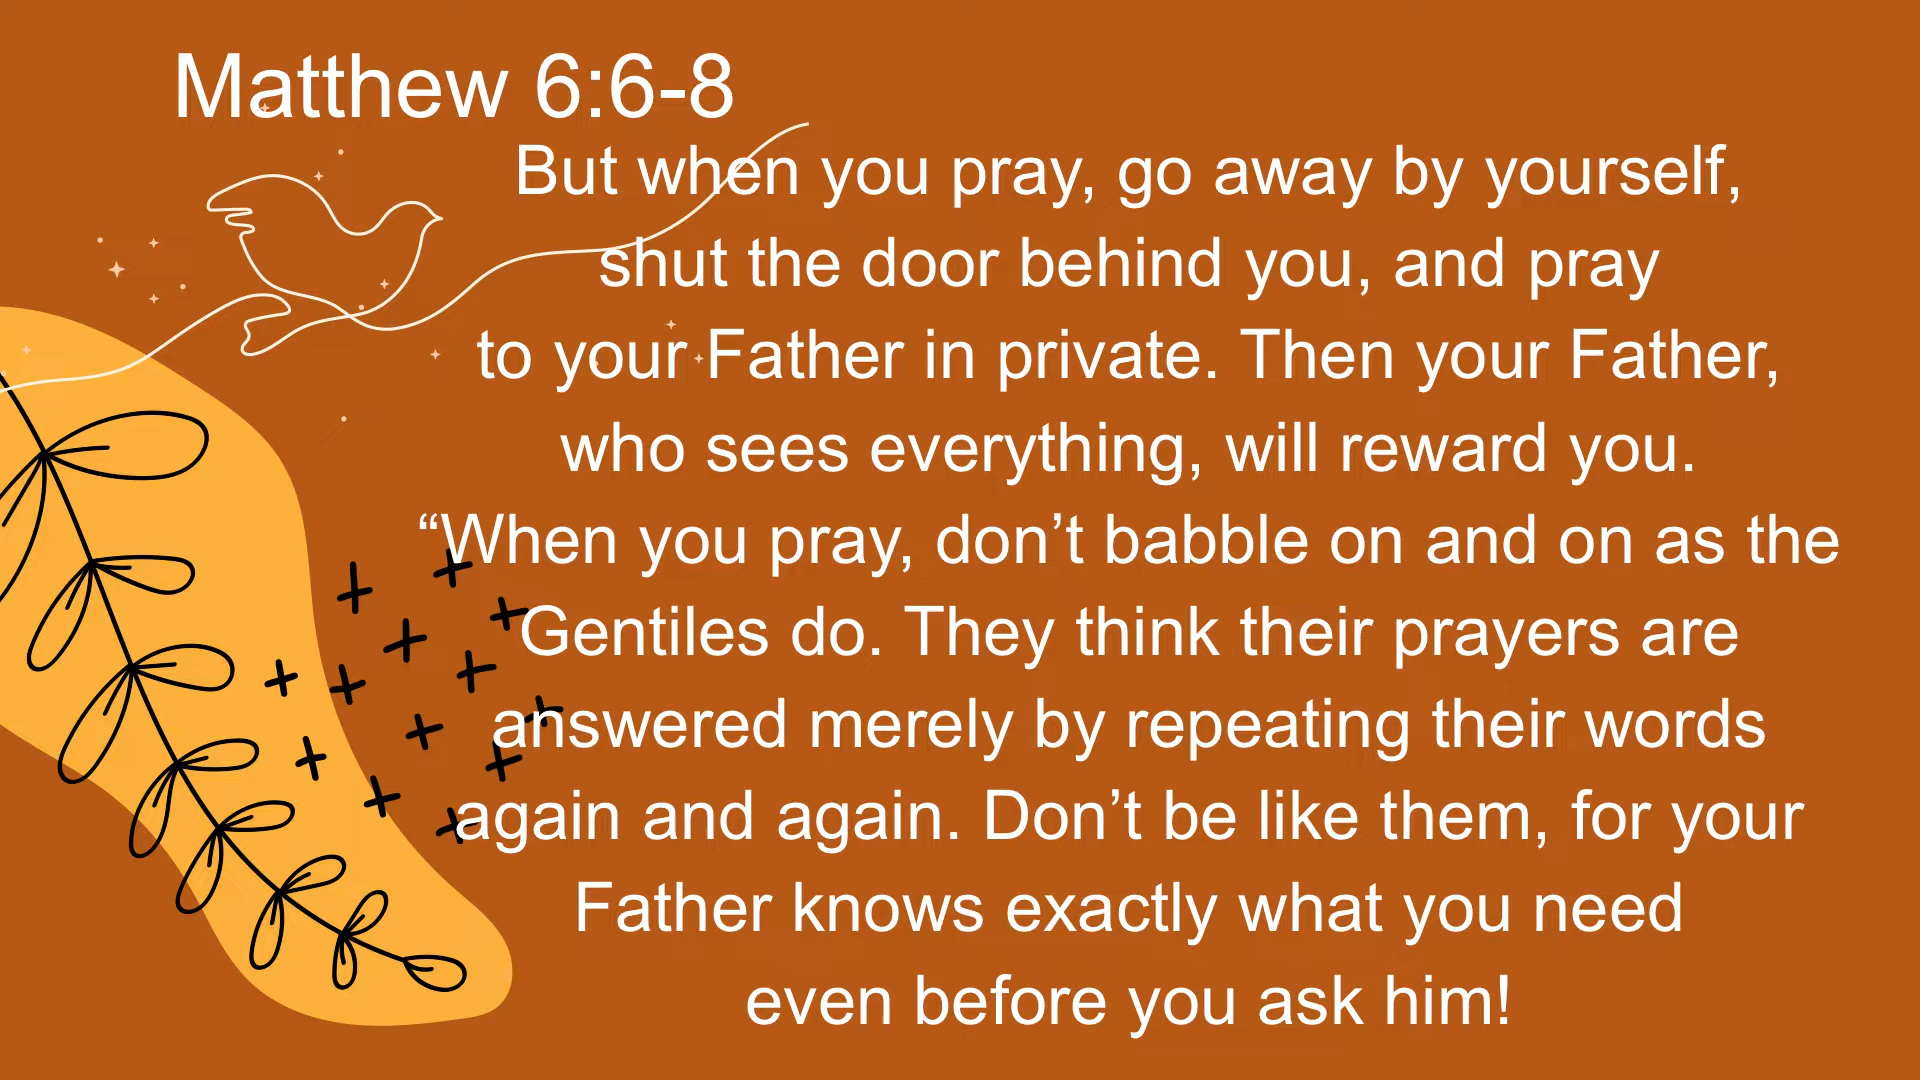 Matthew 6:6-8
But when you pray, go away by yourself,
shut the door behind you, and pray
to your Father in private. Then your Father,
who sees everything, will reward you.
“When you pray, don’t babble on and on as the
Gentiles do. They think their prayers are
answered merely by repeating their words
again and again. Don’t be like them, for your
Father knows exactly what you need
even before you ask him!